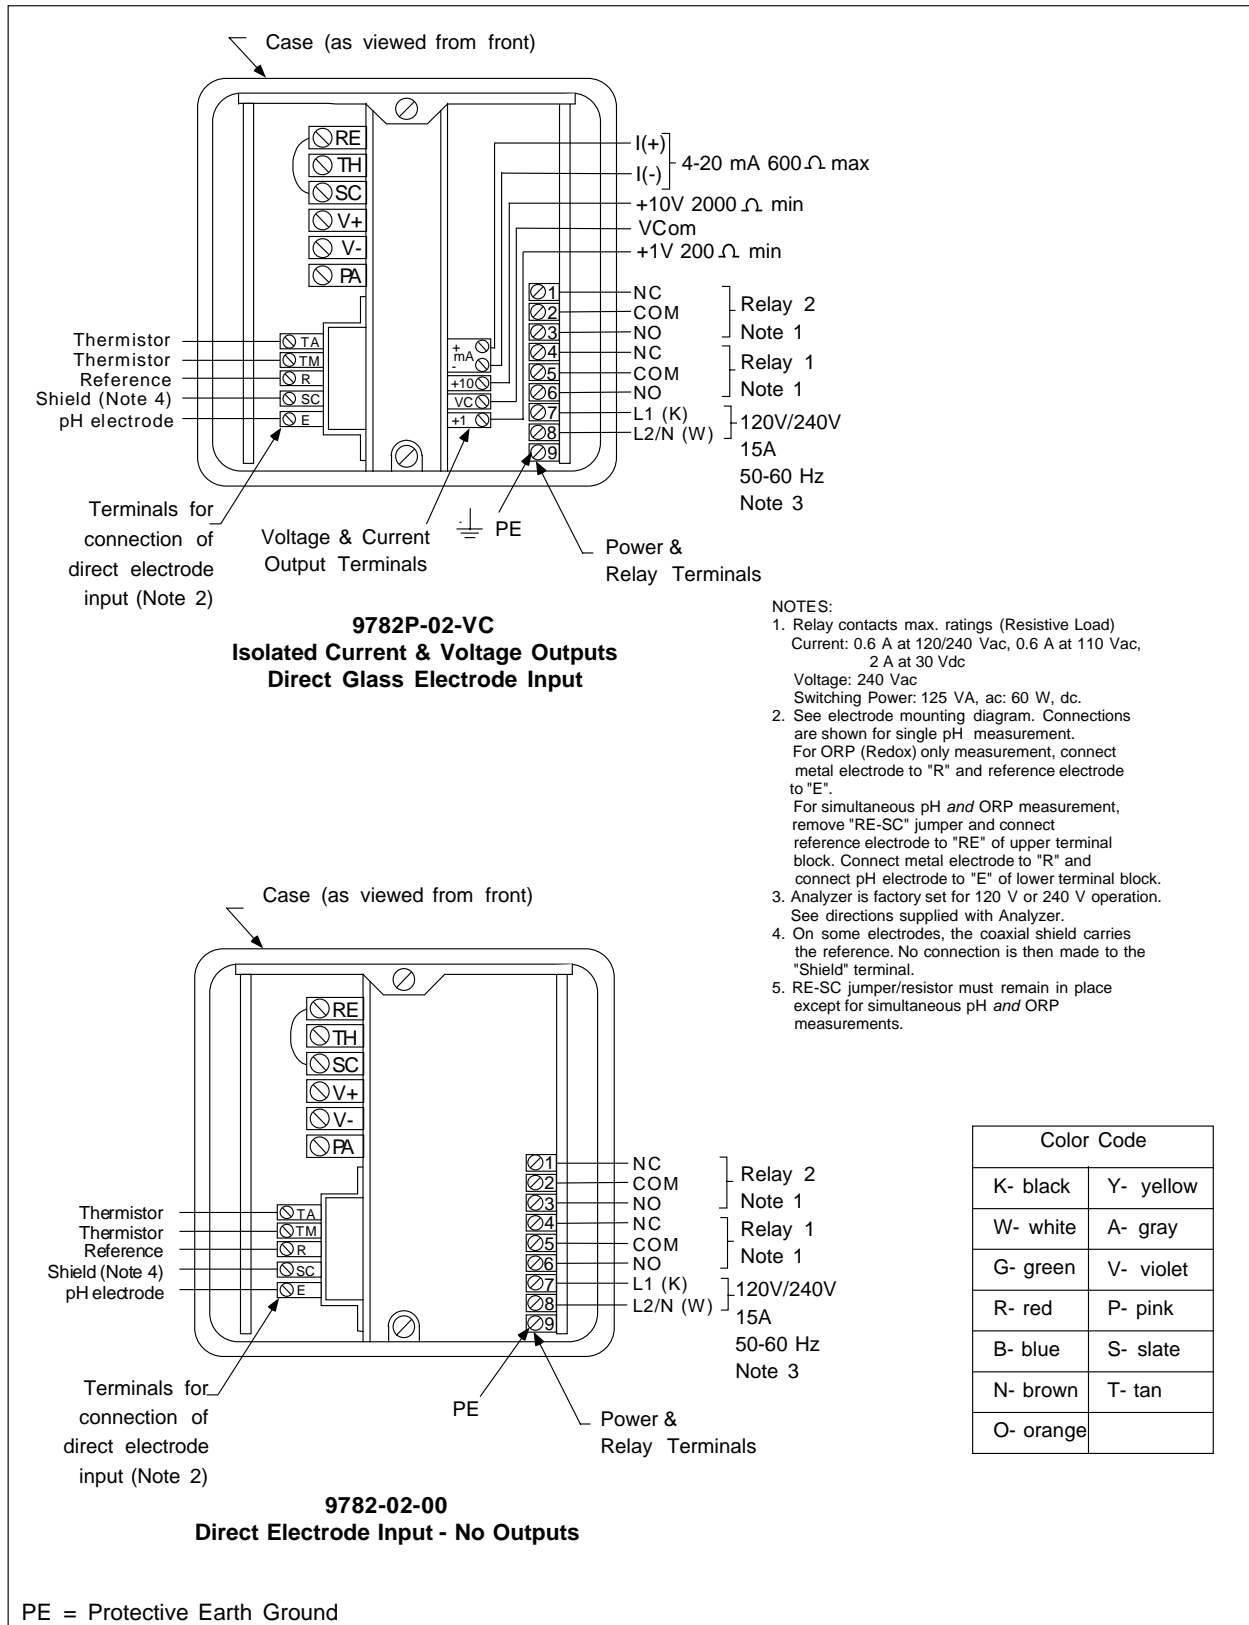 Case (as viewed from front)
RE
TH
SC
V+
V-
PA
I(+)
I(-)
4-20 mA 600 Ω max
+10V 2000 Ω min
VCom
+1V 200 Ω min
Thermistor
Thermistor
Reference
Shield (Note 4)
pH electrode
TA
TM
R
SC
E
+
mA
-
+10
VC
+1
1
2
3
4
5
6
7
8
9
NC
COM
NO
NC
COM
NO
L1 (K)
L2/N (W)
Relay 2
Note 1
Relay 1
Note 1
120V/240V
15A
50-60 Hz
Note 3
Terminals for
connection of
direct electrode
input (Note 2)
Voltage & Current
Output Terminals
PE
Power &
Relay Terminals
9782P-02-VC
Isolated Current & Voltage Outputs
Direct Glass Electrode Input
NOTES:
1. Relay contacts max. ratings (Resistive Load)
Current: 0.6 A at 120/240 Vac, 0.6 A at 110 Vac,
2 A at 30 Vdc
Voltage: 240 Vac
Switching Power: 125 VA, ac: 60 W, dc.
2. See electrode mounting diagram. Connections
are shown for single pH measurement.
For ORP (Redox) only measurement, connect
metal electrode to "R" and reference electrode
to "E".
For simultaneous pH and ORP measurement,
remove "RE-SC" jumper and connect
reference electrode to "RE" of upper terminal
block. Connect metal electrode to "R" and
connect pH electrode to "E" of lower terminal block.
3. Analyzer is factory set for 120 V or 240 V operation.
See directions supplied with Analyzer.
4. On some electrodes, the coaxial shield carries
the reference. No connection is then made to the
"Shield" terminal.
5. RE-SC jumper/resistor must remain in place
except for simultaneous pH and ORP
measurements.
Case (as viewed from front)
RE
TH
SC
V+
V-
PA
Thermistor
Thermistor
Reference
Shield (Note 4)
pH electrode
TA
TM
R
SC
E
1
2
3
4
5
6
7
8
9
NC
COM
NO
NC
COM
NO
L1 (K)
L2/N (W)
Relay 2
Note 1
Relay 1
Note 1
120V/240V
15A
50-60 Hz
Note 3
Terminals for
connection of
direct electrode
input (Note 2)
PE
Power &
Relay Terminals
9782-02-00
Direct Electrode Input - No Outputs
Color Code
K- black Y- yellow
W- white A- gray
G- green V- violet
R- red P- pink
B- blue S- slate
N- brown T- tan
O- orange
PE = Protective Earth Ground